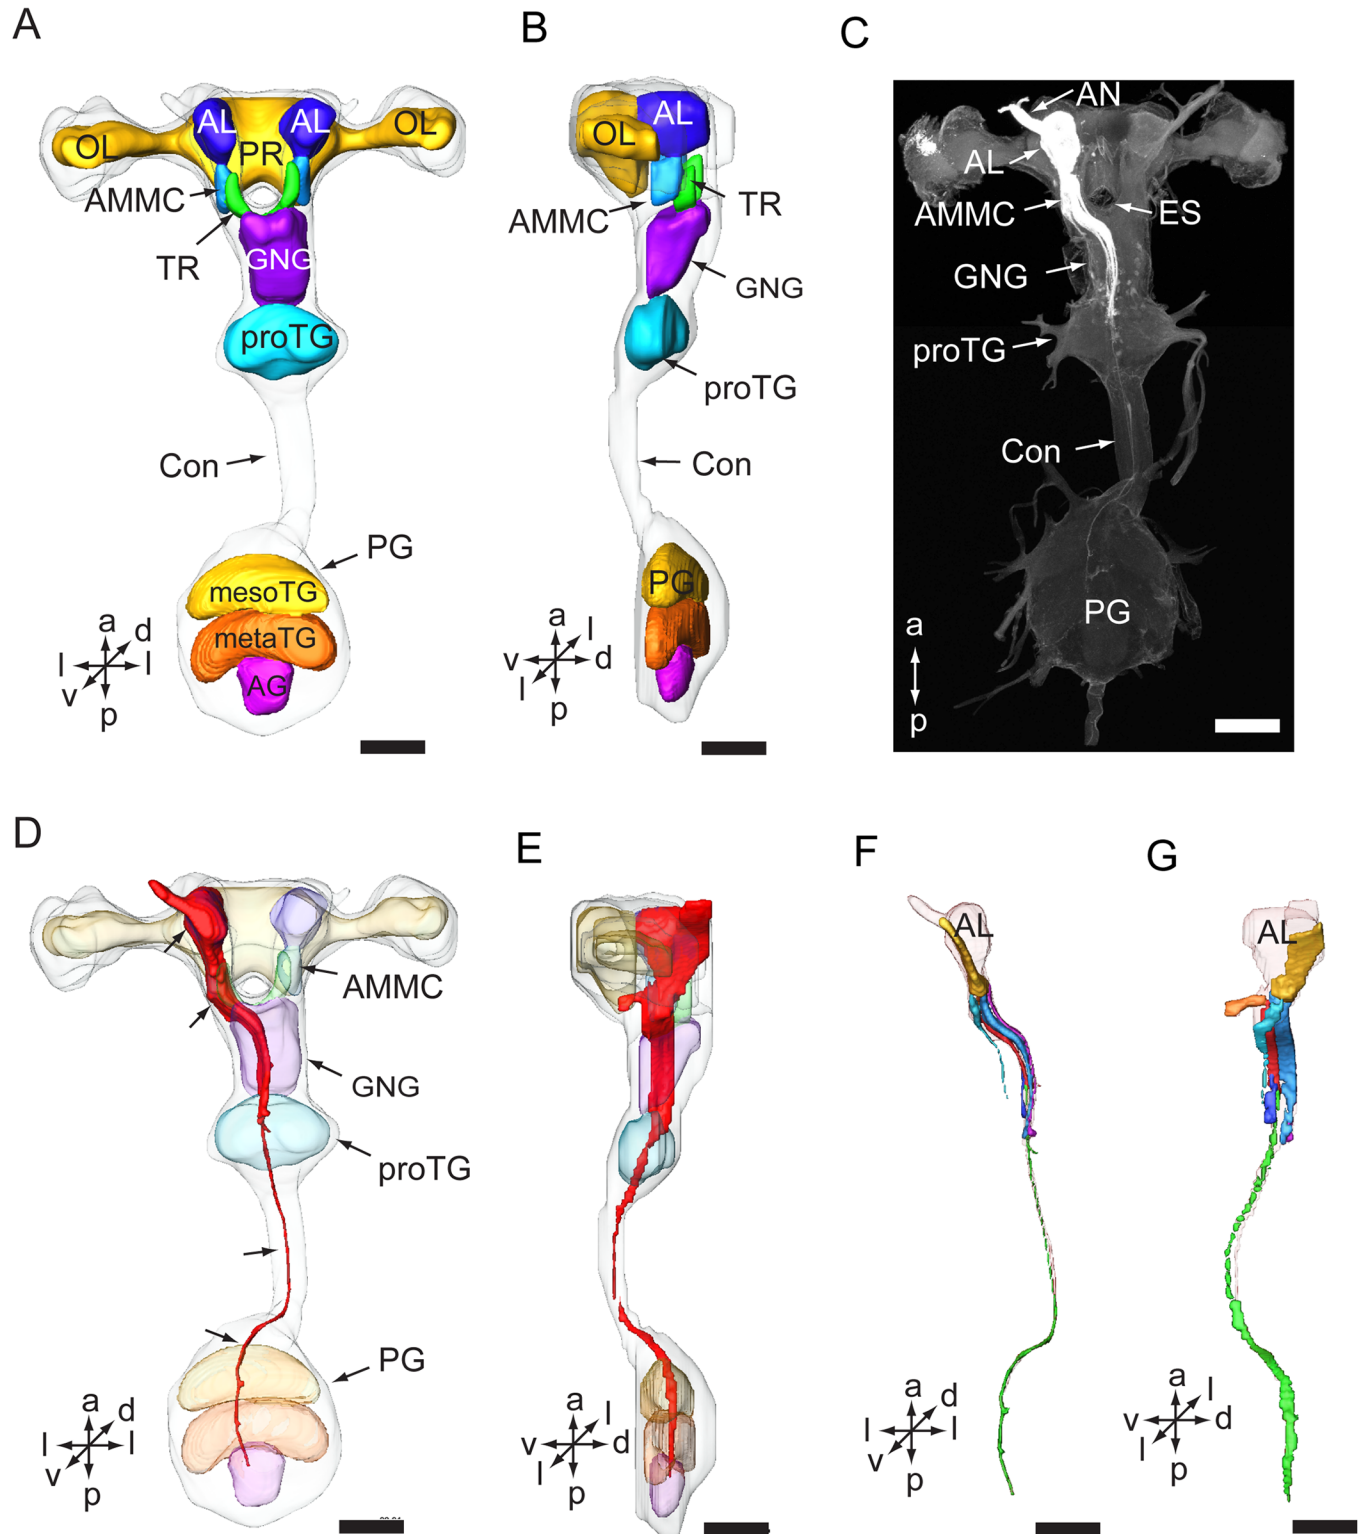 A
AL
AL
OL
OL
PR
AMMC
TR
GNG
proTG
Con
PG
mesoTG
metaTG
AG
a
d
l
l
v
p
B
OL
AL
TR
AMMC
GNG
proTG
Con
PG
a
l
v
d
l
p
C
AN
AL
AMMC
ES
GNG
proTG
Con
PG
a
p
D
AMMC
GNG
proTG
PG
a
d
l
l
v
p
E
a
l
v
d
l
p
F
AL
a
d
l
l
v
p
G
AL
a
l
v
d
l
p